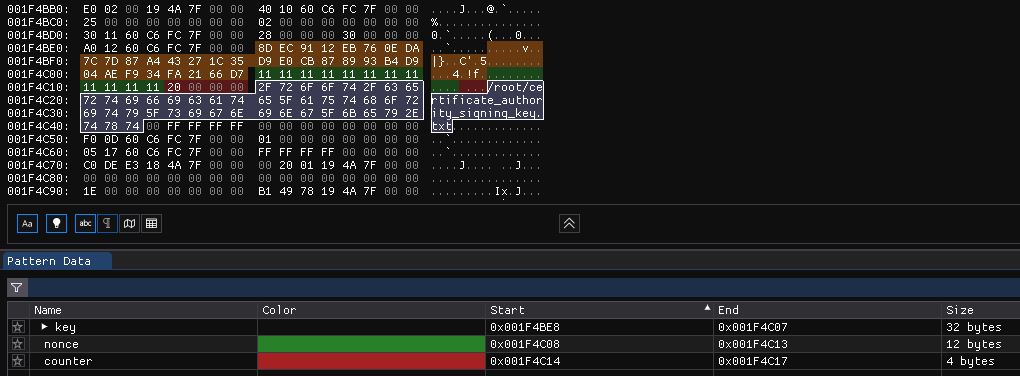 001F4BB0: E0 02 00 19 4A 7F 00 00 40 10 60 C6 FC 7F 00 00 ....J...@.`.....
001F4BC0: 25 00 00 00 00 00 00 00 02 00 00 00 00 00 00 00 %...............
001F4BD0: 30 11 60 C6 FC 7F 00 00 28 00 00 00 30 00 00 00 0.`.....(...0...
001F4BE0: A0 12 60 C6 FC 7F 00 00 8D EC 91 12 EB 76 0E DA ..`..........v..
001F4BF0: 7C 7D 87 A4 43 27 1C 35 D9 E0 CB 87 89 93 B4 D9 |}..C'.5........
001F4C00: 04 AE F9 34 FA 21 66 D7 11 11 11 11 11 11 11 11 ...4.!f.........
001F4C10: 11 11 11 11 20 00 00 00 2F 72 6F 6F 74 2F 63 65 .... .../root/ce
001F4C20: 72 74 69 66 69 63 61 74 65 5F 61 75 74 68 6F 72 rtificate_author
001F4C30: 69 74 79 5F 73 69 67 6E 69 6E 67 5F 6B 65 79 2E ity_signing_key.
001F4C40: 74 78 74 00 FF FF FF FF 00 00 00 00 00 00 00 00 txt.............
001F4C50: F0 0D 60 C6 FC 7F 00 00 01 00 00 00 00 00 00 00 ..`.............
001F4C60: 05 17 60 C6 FC 7F 00 00 FF FF FF FF 00 00 00 00 ..`.............
001F4C70: C0 DE E3 18 4A 7F 00 00 00 20 01 19 4A 7F 00 00 ....J.... ..J...
001F4C80: 00 00 00 00 00 00 00 00 00 00 00 00 00 00 00 00 ................
001F4C90: 1E 00 00 00 00 00 00 00 B1 49 78 19 4A 7F 00 00 .........Ix.J...
Aa abc ¶
Pattern Data
Name Color Start End Size
key 0x001F4BE8 0x001F4C07 32 bytes
nonce 0x001F4C08 0x001F4C13 12 bytes
counter 0x001F4C14 0x001F4C17 4 bytes